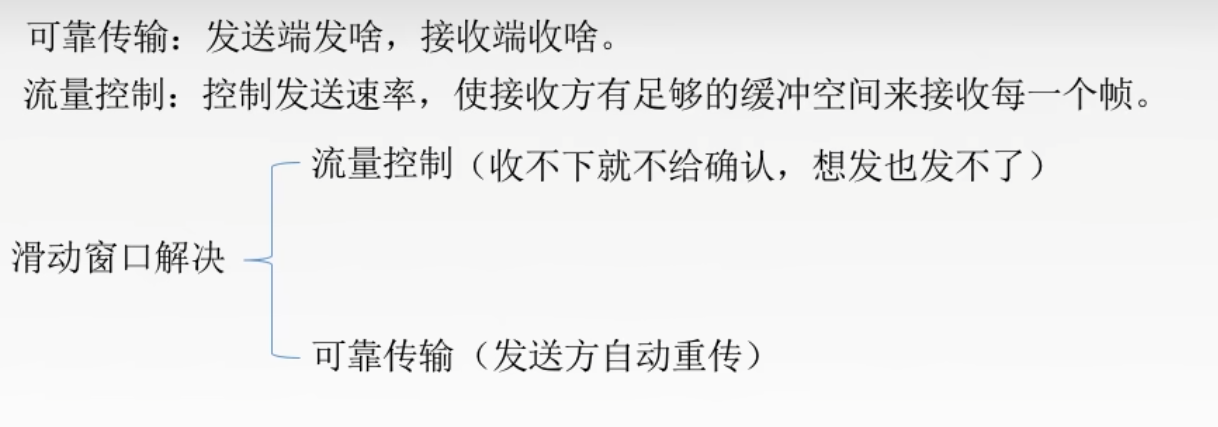 可靠传输：发送端发啥，接收端收啥。
流量控制：控制发送速率，使接收方有足够的缓冲空间来接收每一个帧。
流量控制（收不下就不给确认，想发也发不了）
滑动窗口解决
可靠传输（发送方自动重传）